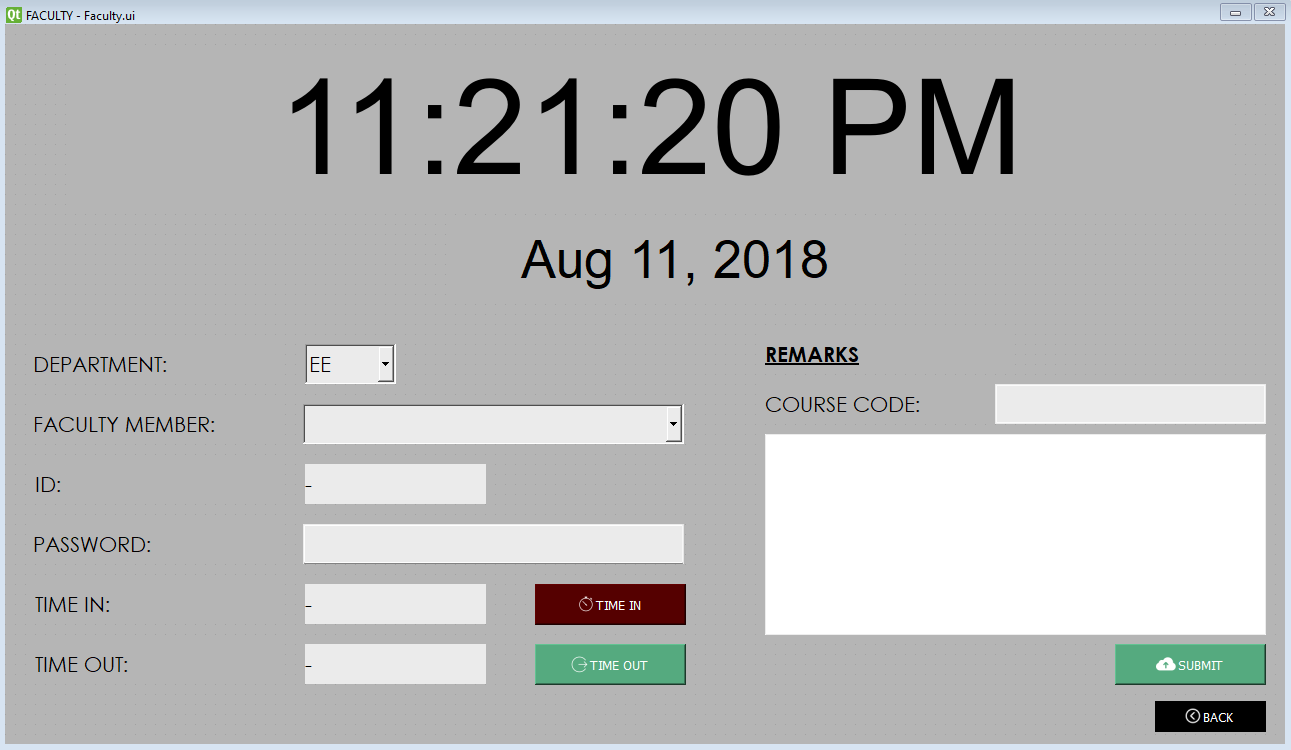 Qt FACULTY - Faculty.ui
11:21:20 PM
Aug 11, 2018
DEPARTMENT: EE
FACULTY MEMBER:
ID: -
PASSWORD:
TIME IN: - TIME IN
TIME OUT: - TIME OUT
REMARKS
COURSE CODE:
SUBMIT
BACK